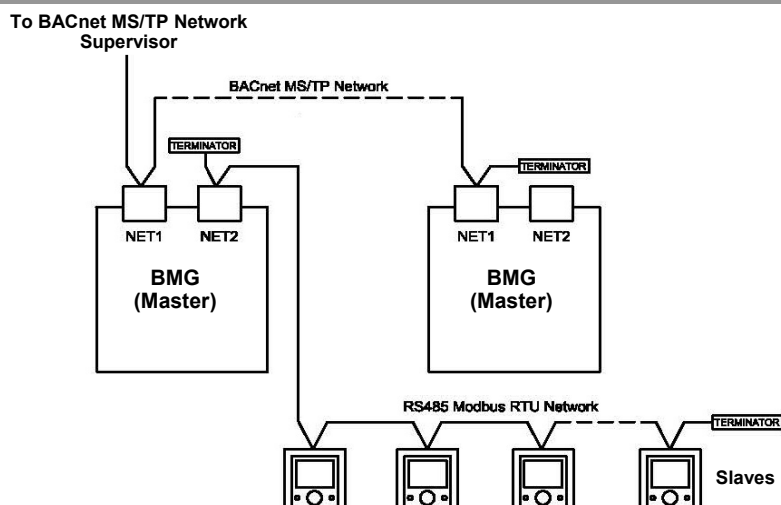 To BACnet MS/TP Network
Supervisor
BACnet MS/TP Network
TERMINATOR
TERMINATOR
NET1
NET2
NET1
NET2
BMG
(Master)
BMG
(Master)
RS485 Modbus RTU Network
TERMINATOR
Slaves